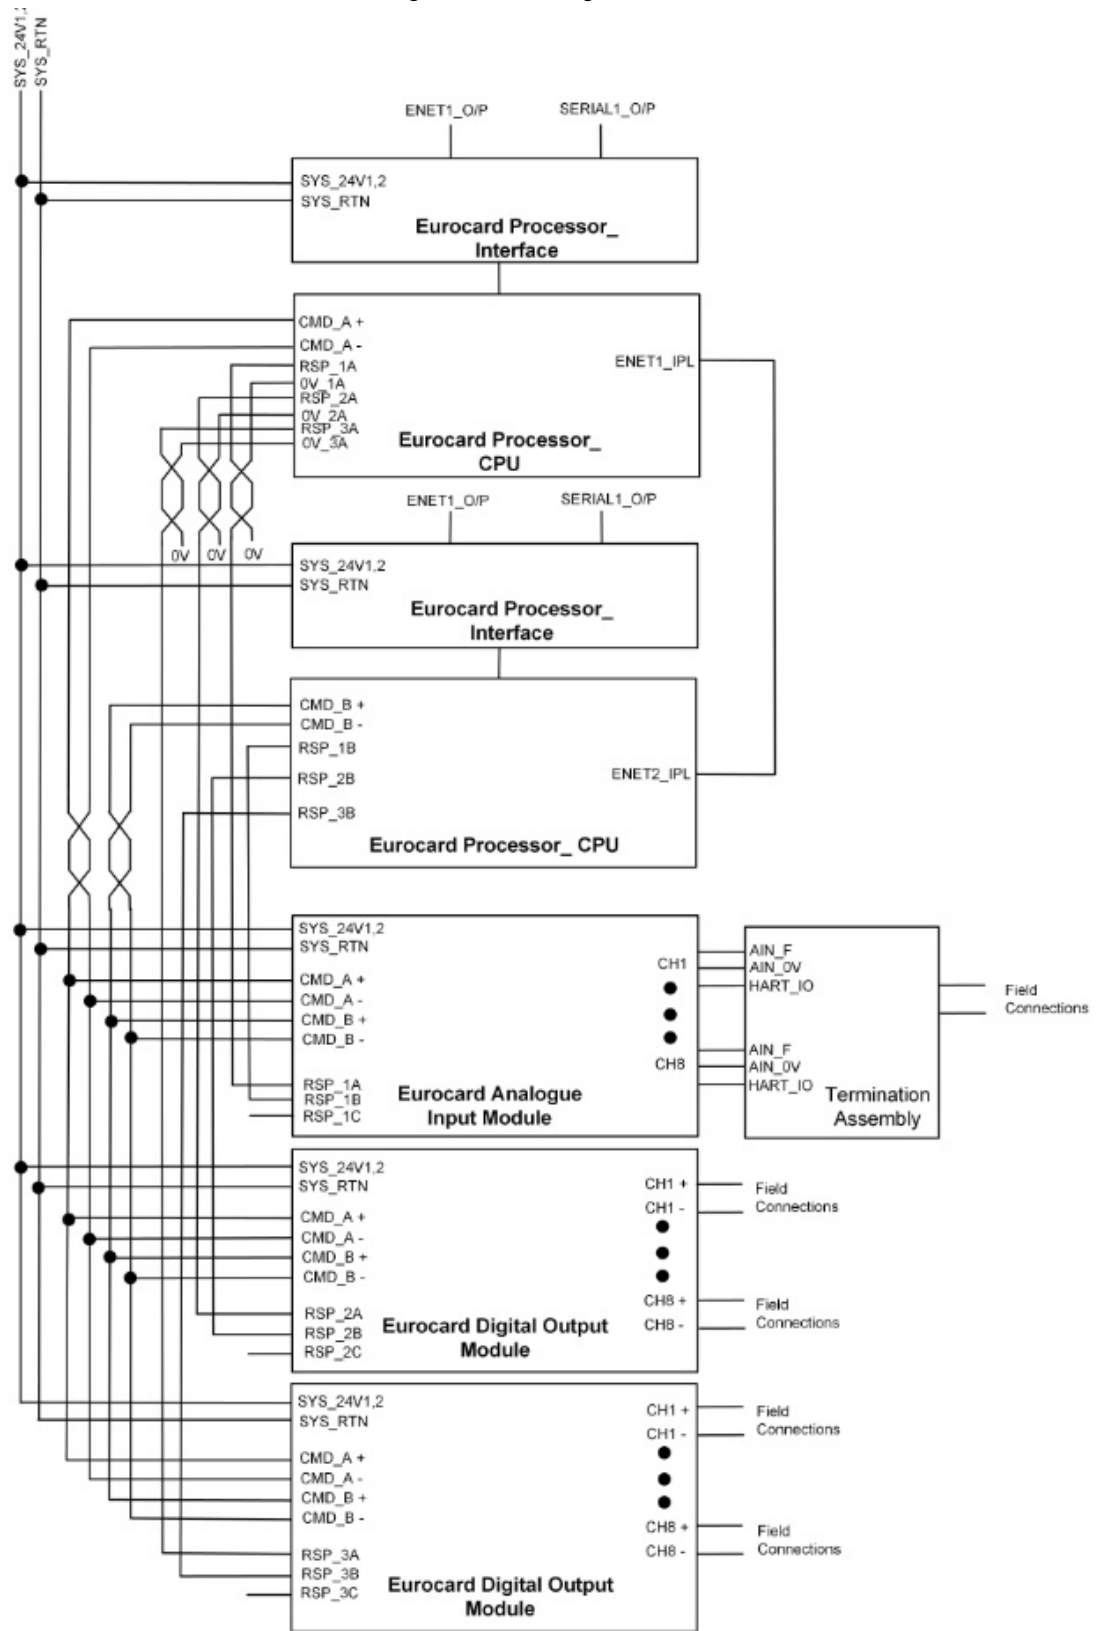 SYS_24V1,2
SYS_RTN
ENET1_O/P
SERIAL1_O/P
SYS_24V1,2
SYS_RTN
Eurocard Processor_
Interface
CMD_A +
CMD_A -
RSP_1A
0V_1A
RSP_2A
0V_2A
RSP_3A
0V_3A
ENET1_IPL
Eurocard Processor_
CPU
0V
0V
0V
ENET1_O/P
SERIAL1_O/P
SYS_24V1,2
SYS_RTN
Eurocard Processor_
Interface
CMD_B +
CMD_B -
RSP_1B
RSP_2B
RSP_3B
ENET2_IPL
Eurocard Processor_ CPU
SYS_24V1,2
SYS_RTN
CMD_A +
CMD_A -
CMD_B +
CMD_B -
RSP_1A
RSP_1B
RSP_1C
Eurocard Analogue
Input Module
CH1
CH8
AIN_F
AIN_0V
HART_IO
AIN_F
AIN_0V
HART_IO
Termination
Assembly
Field
Connections
SYS_24V1,2
SYS_RTN
CMD_A +
CMD_A -
CMD_B +
CMD_B -
RSP_2A
RSP_2B
RSP_2C
Eurocard Digital Output
Module
CH1 +
CH1 -
CH8 +
CH8 -
Field
Connections
Field
Connections
SYS_24V1,2
SYS_RTN
CMD_A +
CMD_A -
CMD_B +
CMD_B -
RSP_3A
RSP_3B
RSP_3C
Eurocard Digital Output
Module
CH1 +
CH1 -
CH8 +
CH8 -
Field
Connections
Field
Connections